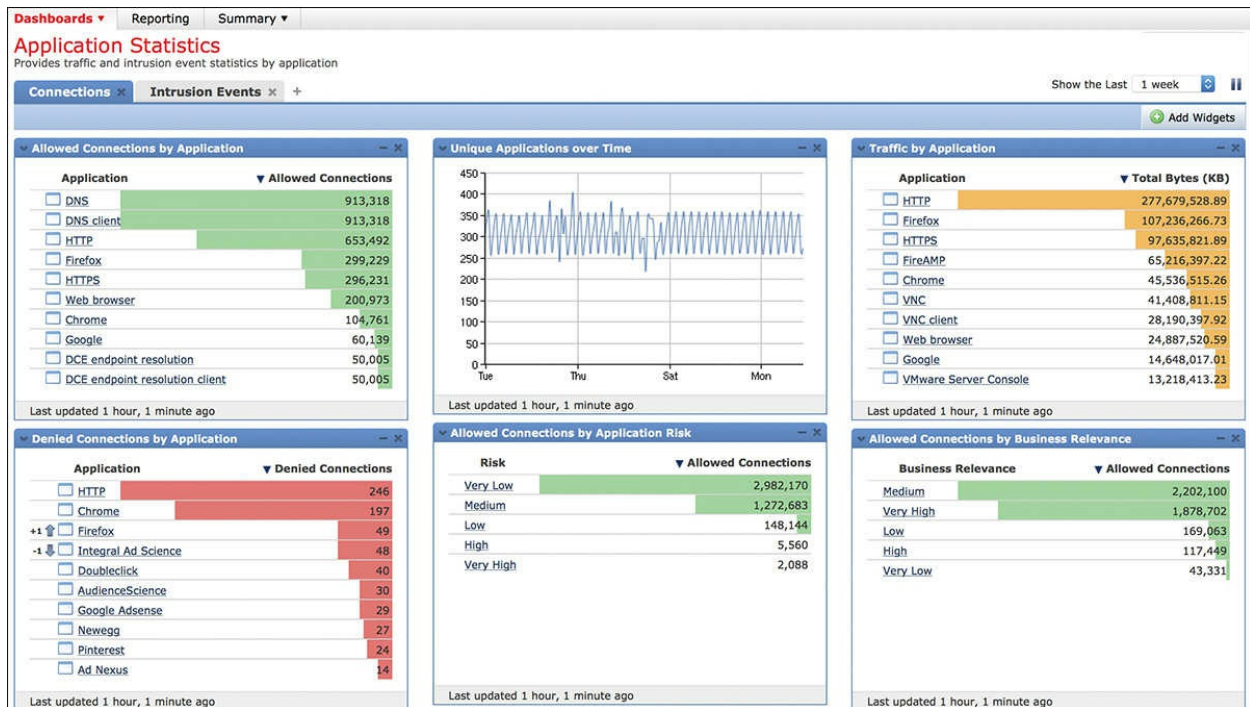 Dashboards ▼ Reporting Summary ▼
Application Statistics
Provides traffic and intrusion event statistics by application
Show the Last 1 week
Connections × Intrusion Events × +
Add Widgets
Allowed Connections by Application
Application ▼ Allowed Connections
DNS 913,318
DNS client 913,318
HTTP 653,492
Firefox 299,229
HTTPS 296,231
Web browser 200,973
Chrome 104,761
Google 60,139
DCE endpoint resolution 50,005
DCE endpoint resolution client 50,005
Last updated 1 hour, 1 minute ago
Unique Applications over Time
450
400
350
300
250
200
150
100
50
0
Tue Thu Sat Mon
Last updated 1 hour, 1 minute ago
Traffic by Application
Application ▼ Total Bytes (KB)
HTTP 277,679,528.89
Firefox 107,236,266.73
HTTPS 97,635,821.89
FireAMP 65,216,397.22
Chrome 45,536,515.26
VNC 41,408,811.15
VNC client 28,190,397.92
Web browser 24,887,520.59
Google 14,648,017.01
VMware Server Console 13,218,413.23
Last updated 1 hour, 1 minute ago
Denied Connections by Application
Application ▼ Denied Connections
HTTP 246
Chrome 197
+1 Firefox 49
-1 Integral Ad Science 48
Doubleclick 40
AudienceScience 30
Google Adsense 29
Newegg 27
Pinterest 24
Ad Nexus 14
Last updated 1 hour, 1 minute ago
Allowed Connections by Application Risk
Risk ▼ Allowed Connections
Very Low 2,982,170
Medium 1,272,683
Low 148,144
High 5,560
Very High 2,088
Last updated 1 hour, 1 minute ago
Allowed Connections by Business Relevance
Business Relevance ▼ Allowed Connections
Medium 2,202,100
Very High 1,878,702
Low 169,063
High 117,449
Very Low 43,331
Last updated 1 hour, 1 minute ago